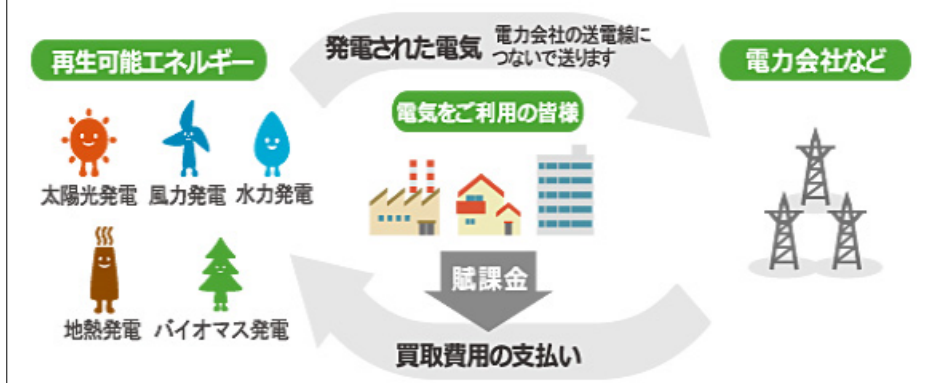 再生可能エネルギー
発電された電気
電力会社の送電線に
つないで送ります
電力会社など
電気をご利用の皆様
太陽光発電
風力発電
水力発電
地熱発電
バイオマス発電
賦課金
買取費用の支払い